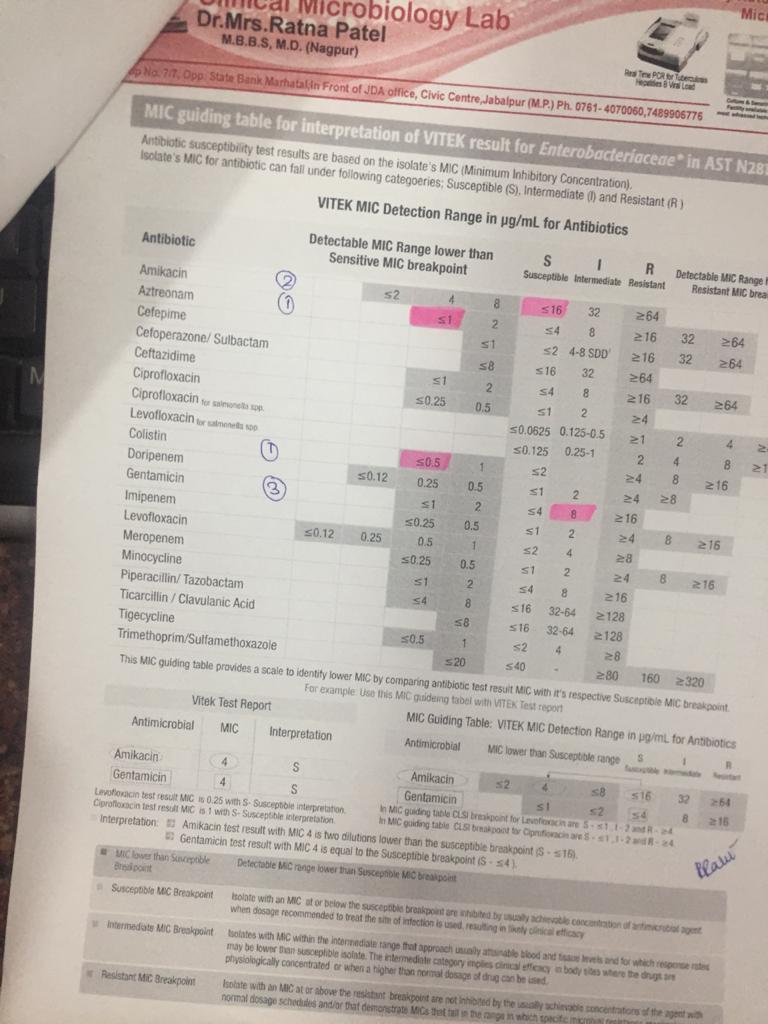 Clinical Microbiology Lab
Dr.Mrs.Ratna Patel
M.B.B.S, M.D. (Nagpur)
Real Time PCR for Tuberculosis
Hepatites B Viral Load
No. 7/7, Opp. State Bank Marhatal,In Front of JDA office, Civic Centre,Jabalpur (M.P.) Ph. 0761- 4070060,7489906776
MIC guiding table for interpretation of VITEK result for Enterobacteriaceae* in AST N281
Antibiotic susceptibility test results are based on the isolate's MIC (Minimum Inhibitory Concentration).
Isolate's MIC for antibiotic can fall under following categoeries; Susceptible (S), Intermediate (I) and Resistant (R)
VITEK MIC Detection Range in µg/mL for Antibiotics
Antibiotic Detectable MIC Range lower than Sensitive MIC breakpoint S Susceptible I Intermediate R Resistant Detectable MIC Range
Resistant MIC
Amikacin ② ≤2 4 8 ≤16 32 ≥64
Aztreonam ① ≤1 2 ≤4 8 ≥16 32 ≥64
Cefepime ≤1 ≤2 4-8 SDD ≥16 32 ≥64
Cefoperazone/ Sulbactam ≤8 ≤16 32 ≥64
Ceftazidime ≤1 2 ≤4 8 ≥16 32 ≥64
Ciprofloxacin ≤0.25 0.5 ≤1 2 ≥4
Ciprofloxacin for salmonella spp. ≤0.0625 0.125-0.5 ≥1 2 4
Levofloxacin for salmonella spp ≤0.125 0.25-1 2 4 8
Colistin ① ≤0.5 1 ≤2 ≥4 8 ≥16
Doripenem ≤0.12 0.25 0.5 ≤1 2 ≥4 ≥8
Gentamicin ③ ≤1 2 ≤4 8 ≥16
Imipenem ≤0.25 0.5 ≤1 2 ≥4 8 ≥16
Levofloxacin ≤0.12 0.25 0.5 1 ≤2 4 ≥8
Meropenem ≤0.25 0.5 ≤1 2 ≥4 8 ≥16
Minocycline ≤1 2 ≤4 8 ≥16
Piperacillin/ Tazobactam ≤4 8 ≤16 32-64 ≥128
Ticarcillin / Clavulanic Acid ≤8 ≤16 32-64 ≥128
Tigecycline ≤0.5 1 ≤2 4 ≥8
Trimethoprim/Sulfamethoxazole ≤20 ≤40 - ≥80 160 ≥320
This MIC guiding table provides a scale to identify lower MIC by comparing antibiotic test result MIC with it's respective Susceptible MIC breakpoint.
For example: Use this MIC guideing tabel with VITEK Test report
Vitek Test Report
Antimicrobial MIC Interpretation
Amikacin 4 S
Gentamicin 4 S
MIC Guiding Table: VITEK MIC Detection Range in µg/mL for Antibiotics
Antimicrobial MIC lower than Susceptible range S Susceptible I Intermediate R Resistant
Amikacin ≤2 4 ≤8 ≤16 32 ≥64
Gentamicin ≤1 ≤2 ≤4 8 ≥16
Levofloxacin test result MIC is 0.25 with S- Susceptible interpretation.
Ciprofloxacin test result MIC is 1 with S- Susceptible interpretation.
In MIC guiding table CLSI breakpoint for Levofloxacin are S - ≤1, I - 2 and R - ≥4
In MIC guiding table CLSI breakpoint for Ciprofloxacin are S - ≤1, I - 2 and R - ≥4.
Interpretation: Amikacin test result with MIC 4 is two dilutions lower than the susceptible breakpoint (S - ≤16).
Gentamicin test result with MIC 4 is equal to the Susceptible breakpoint (S - ≤4).
MIC lower than Susceptible Breakpoint Detectable MIC range lower than Susceptible MIC breakpoint
Susceptible MIC Breakpoint Isolate with an MIC at or below the susceptible breakpoint are inhibited by usually achievable concentration of antimicrobial agent
when dosage recommended to treat the site of infection is used, resulting in likely clinical efficacy
Intermediate MIC Breakpoint Isolates with MIC within the intermediate range that approach usually attainable blood and tissue levels and for which response rates
may be lower than susceptible isolate. The intermediate category implies clinical efficacy in body sites where the drugs are
physiologically concentrated or when a higher than normal dosage of drug can be used.
Resistant MIC Breakpoint Isolate with an MIC at or above the resistant breakpoint are not inhibited by the usually achievable concentrations of the agent with
normal dosage schedules and/or that demonstrate MICs that fall in the range in which specific